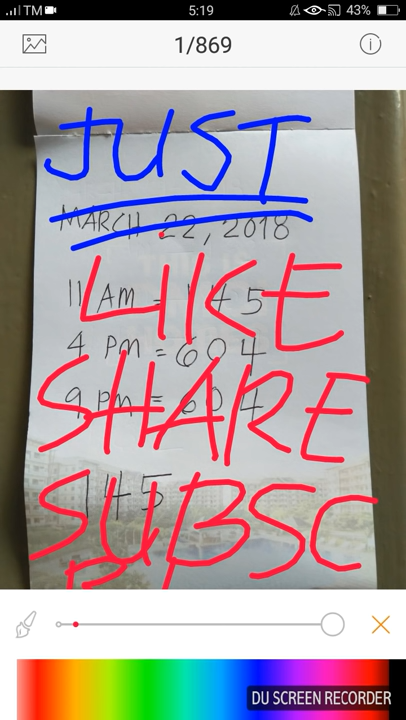 TM 5:19 43%
1/869
JUST
MARCH 22, 2018
11 AM = 145
LIKE
4 PM = 604
SHARE
9 pm = 604
145
SUBSC
DU SCREEN RECORDER